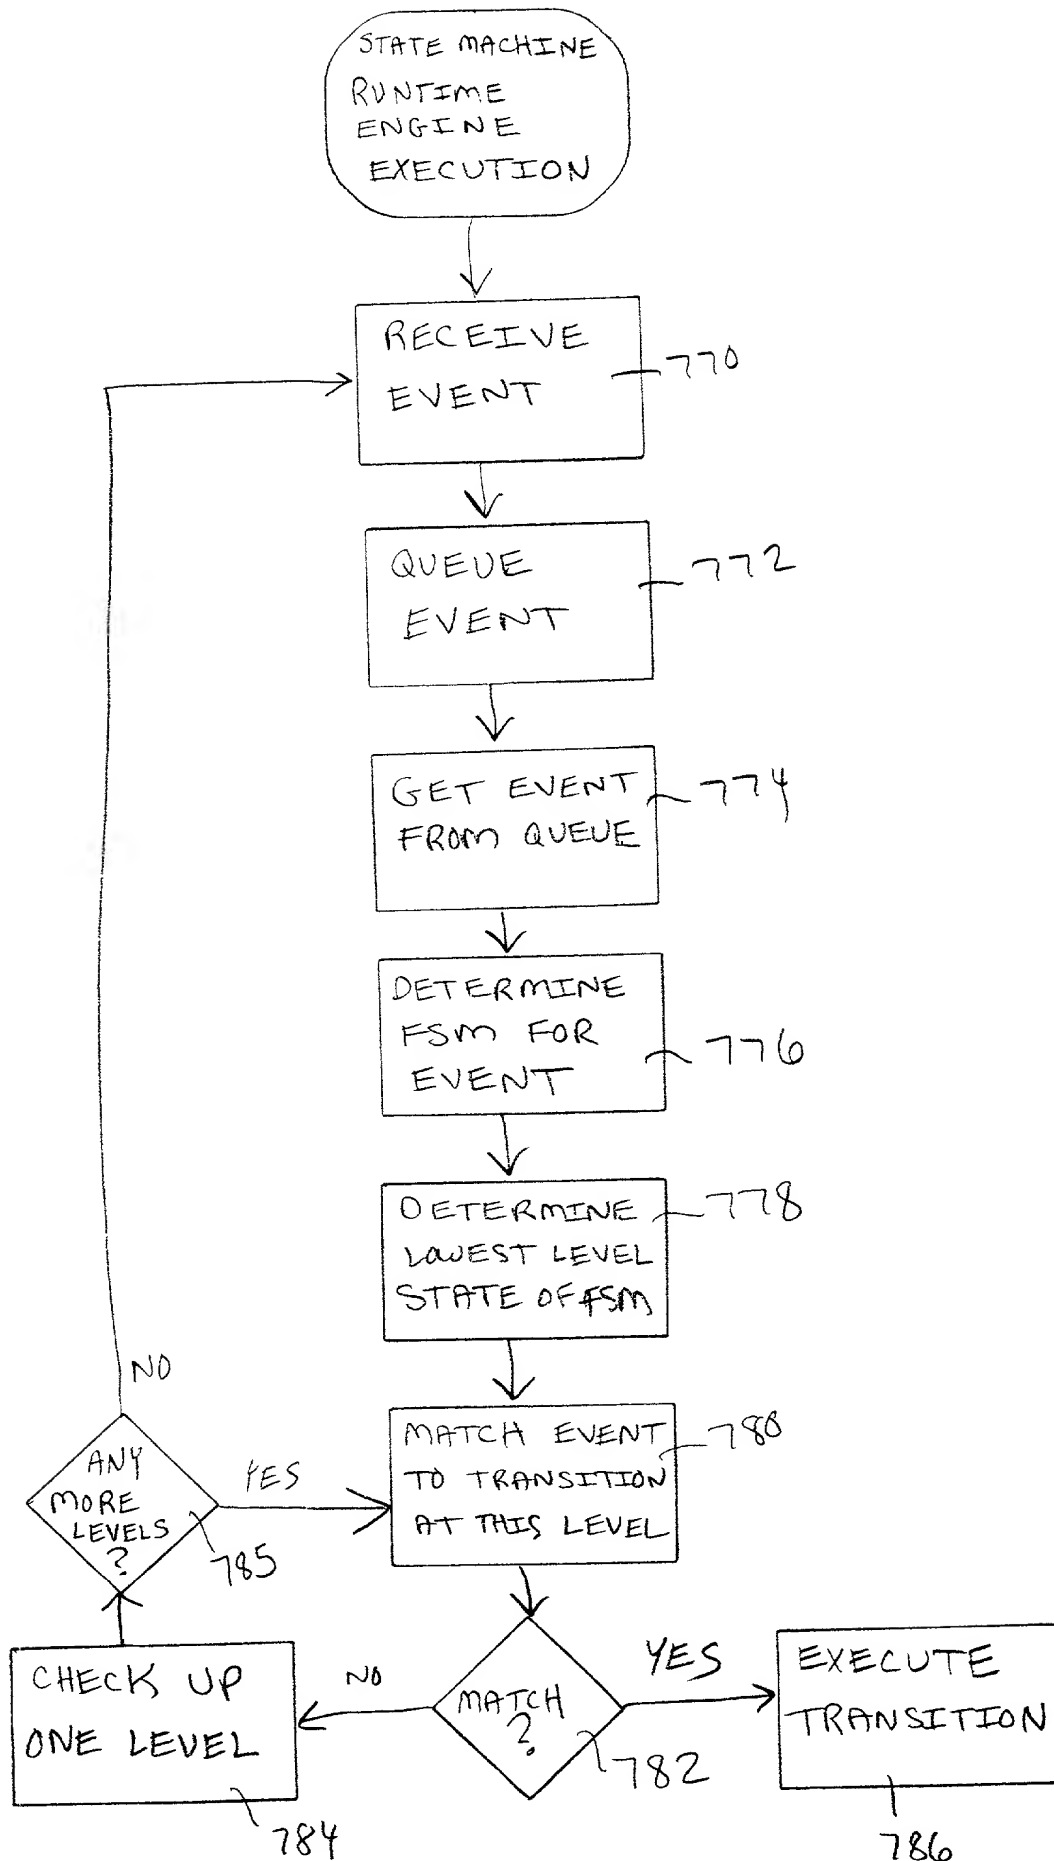 STATE MACHINE
RUNTIME
ENGINE
EXECUTION
RECEIVE
EVENT
770
QUEUE
EVENT
772
GET EVENT
FROM QUEUE
774
DETERMINE
FSM FOR
EVENT
776
DETERMINE
LOWEST LEVEL
STATE OF FSM
778
NO
ANY
MORE
LEVELS
?
785
YES
MATCH EVENT
TO TRANSITION
AT THIS LEVEL
780
CHECK UP
ONE LEVEL
784
NO
MATCH
?
782
YES
EXECUTE
TRANSITION
786